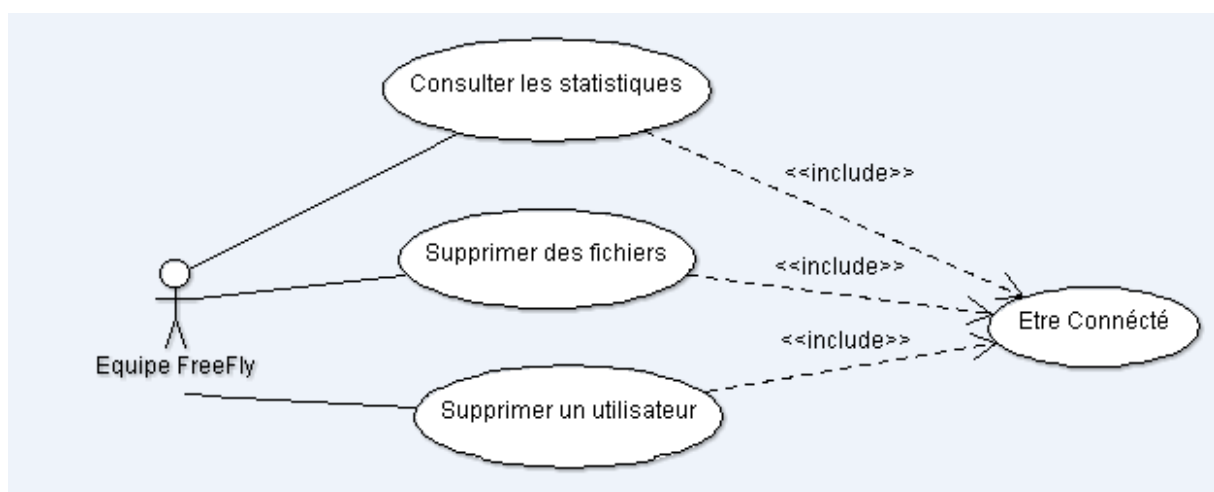 Consulter les statistiques
<<include>>
Supprimer des fichiers
<<include>>
Etre Connécté
<<include>>
Equipe FreeFly
Supprimer un utilisateur